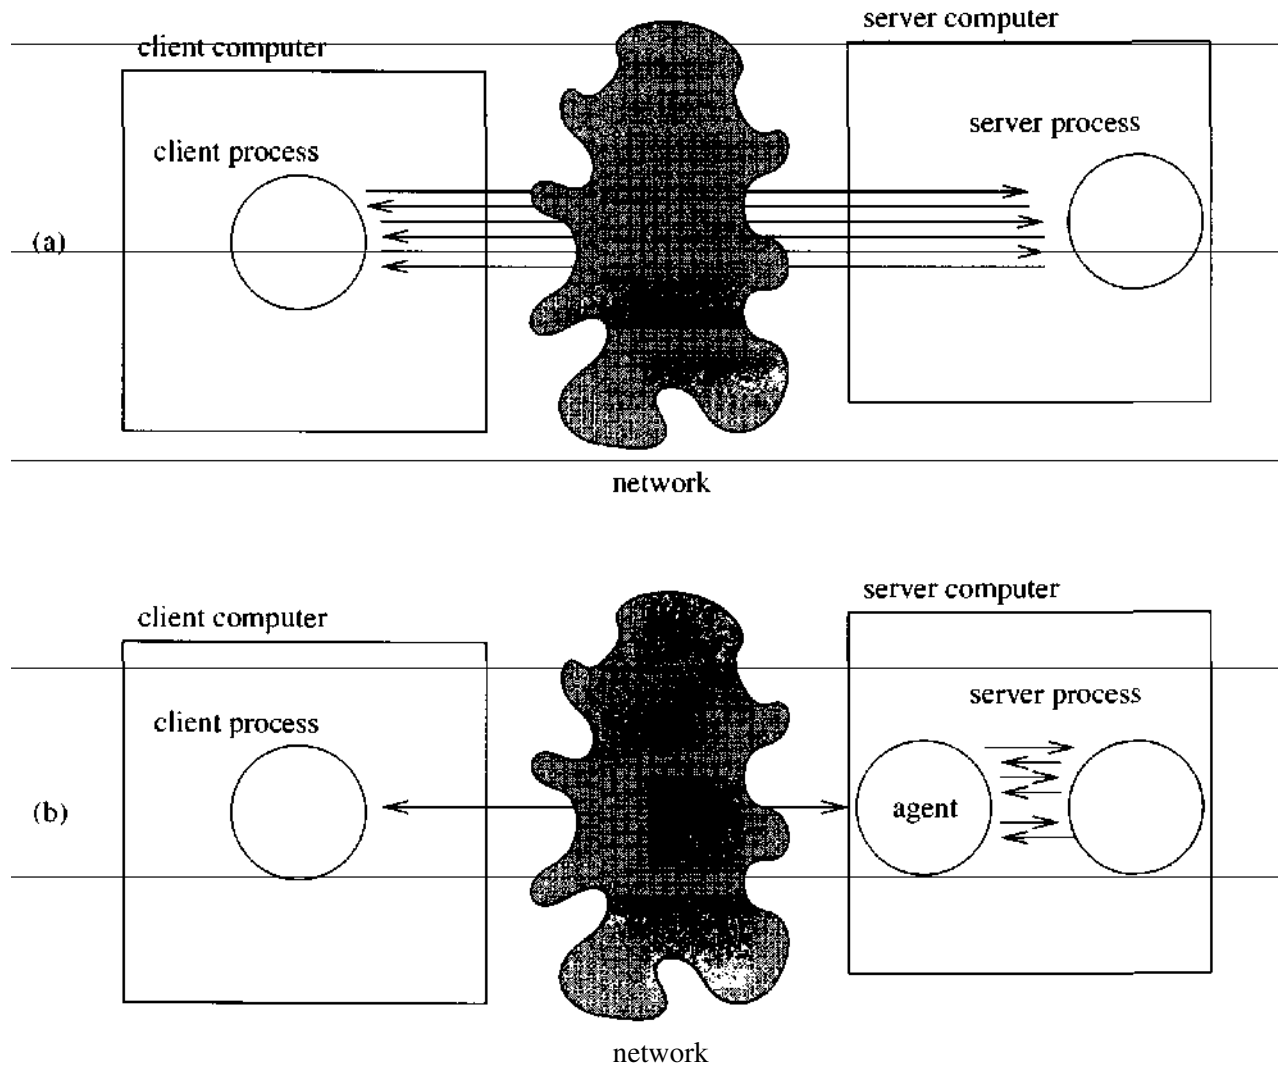 server computer
client computer
server process
client process
(a)
network
server computer
client computer
server process
client process
(b)
agent
network